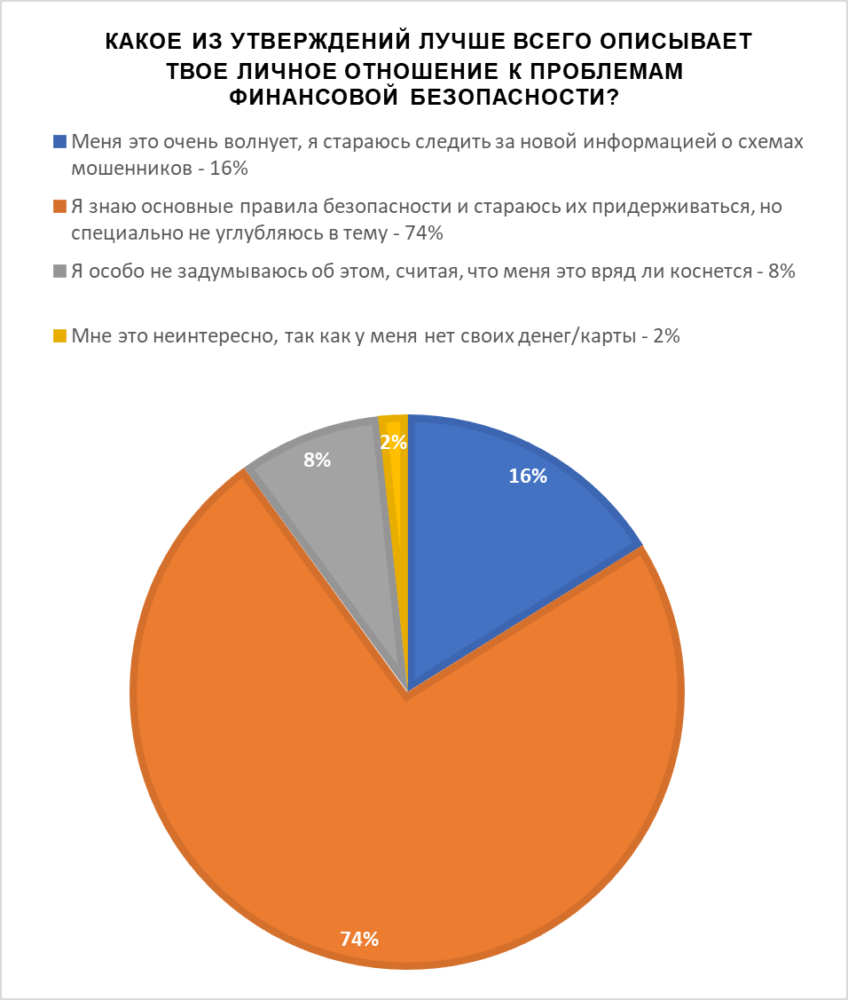 КАКОЕ ИЗ УТВЕРЖДЕНИЙ ЛУЧШЕ ВСЕГО ОПИСЫВАЕТ
ТВОЕ ЛИЧНОЕ ОТНОШЕНИЕ К ПРОБЛЕМАМ
ФИНАНСОВОЙ БЕЗОПАСНОСТИ?
Меня это очень волнует, я стараюсь следить за новой информацией о схемах
мошенников - 16%
Я знаю основные правила безопасности и стараюсь их придерживаться, но
специально не углубляюсь в тему - 74%
Я особо не задумываюсь об этом, считая, что меня это вряд ли коснется - 8%
Мне это неинтересно, так как у меня нет своих денег/карты - 2%
2%
8%
16%
74%